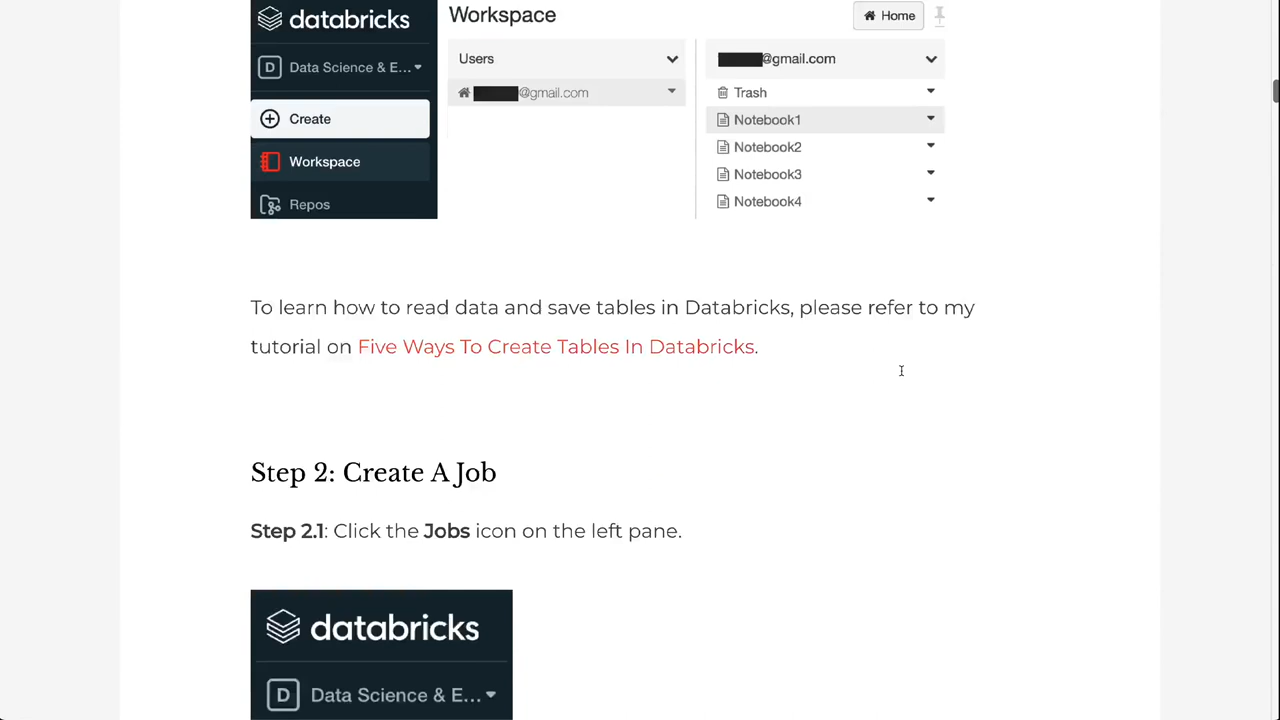 databricks
Data Science & E...
Create
Workspace
Repos
Workspace
Home
Users
@gmail.com
@gmail.com
Trash
Notebook1
Notebook2
Notebook3
Notebook4
To learn how to read data and save tables in Databricks, please refer to my
tutorial on Five Ways To Create Tables In Databricks.
Step 2: Create A Job
Step 2.1: Click the Jobs icon on the left pane.
databricks
D Data Science & E...